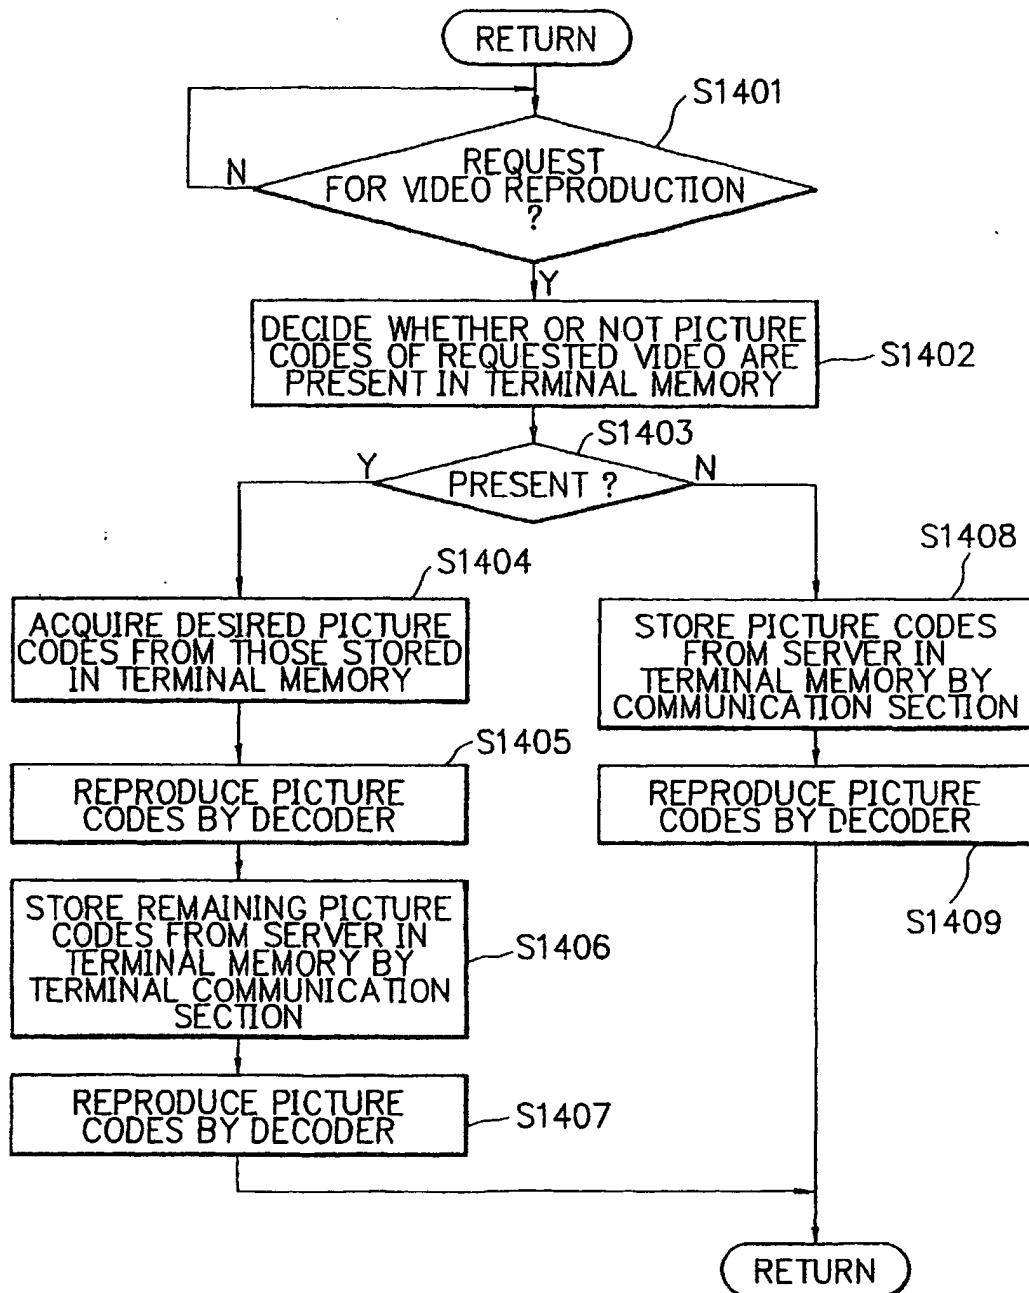 RETURN
S1401
REQUEST
FOR VIDEO REPRODUCTION
?
N
Y
DECIDE WHETHER OR NOT PICTURE
CODES OF REQUESTED VIDEO ARE
PRESENT IN TERMINAL MEMORY
S1402
S1403
Y
PRESENT ?
N
S1404
ACQUIRE DESIRED PICTURE
CODES FROM THOSE STORED
IN TERMINAL MEMORY
S1405
REPRODUCE PICTURE
CODES BY DECODER
STORE REMAINING PICTURE
CODES FROM SERVER IN
TERMINAL MEMORY BY
TERMINAL COMMUNICATION
SECTION
S1406
REPRODUCE PICTURE
CODES BY DECODER
S1407
S1408
STORE PICTURE CODES
FROM SERVER IN
TERMINAL MEMORY BY
COMMUNICATION SECTION
REPRODUCE PICTURE
CODES BY DECODER
S1409
RETURN